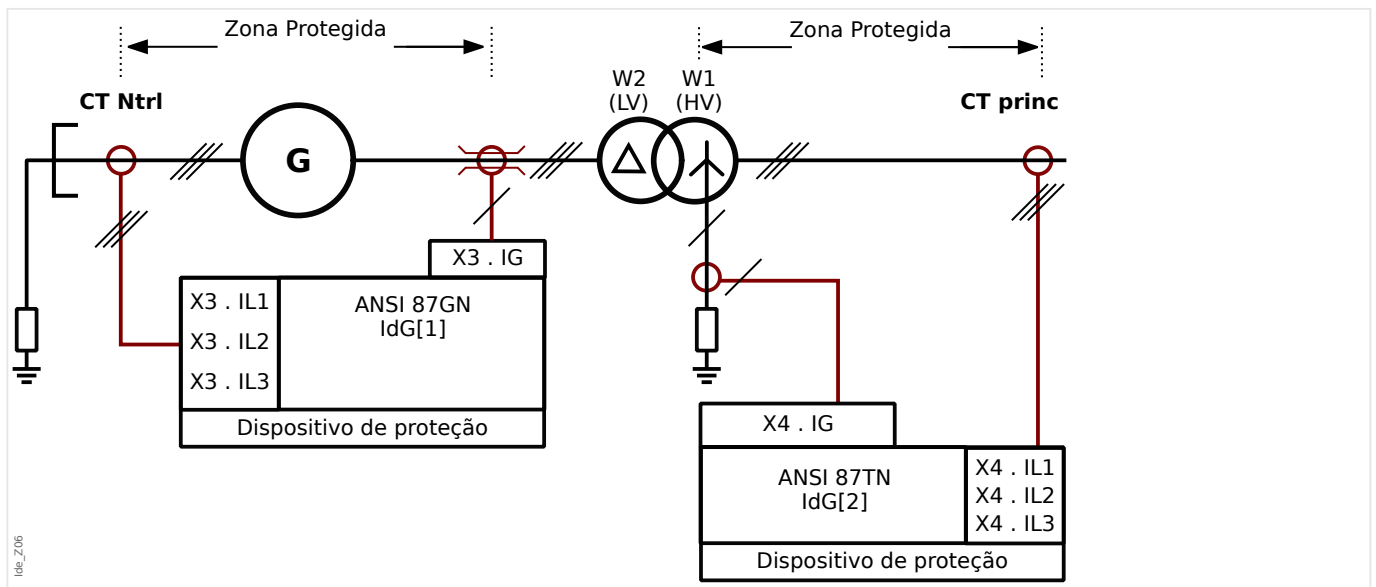 Zona Protegida
Zona Protegida
W2
(LV)
W1
(HV)
CT Ntrl
CT princ
G
X3 . IG
X3 . IL1
X3 . IL2
X3 . IL3
ANSI 87GN
IdG[1]
Dispositivo de proteção
X4 . IG
ANSI 87TN
IdG[2]
X4 . IL1
X4 . IL2
X4 . IL3
Dispositivo de proteção
Ide_Z06